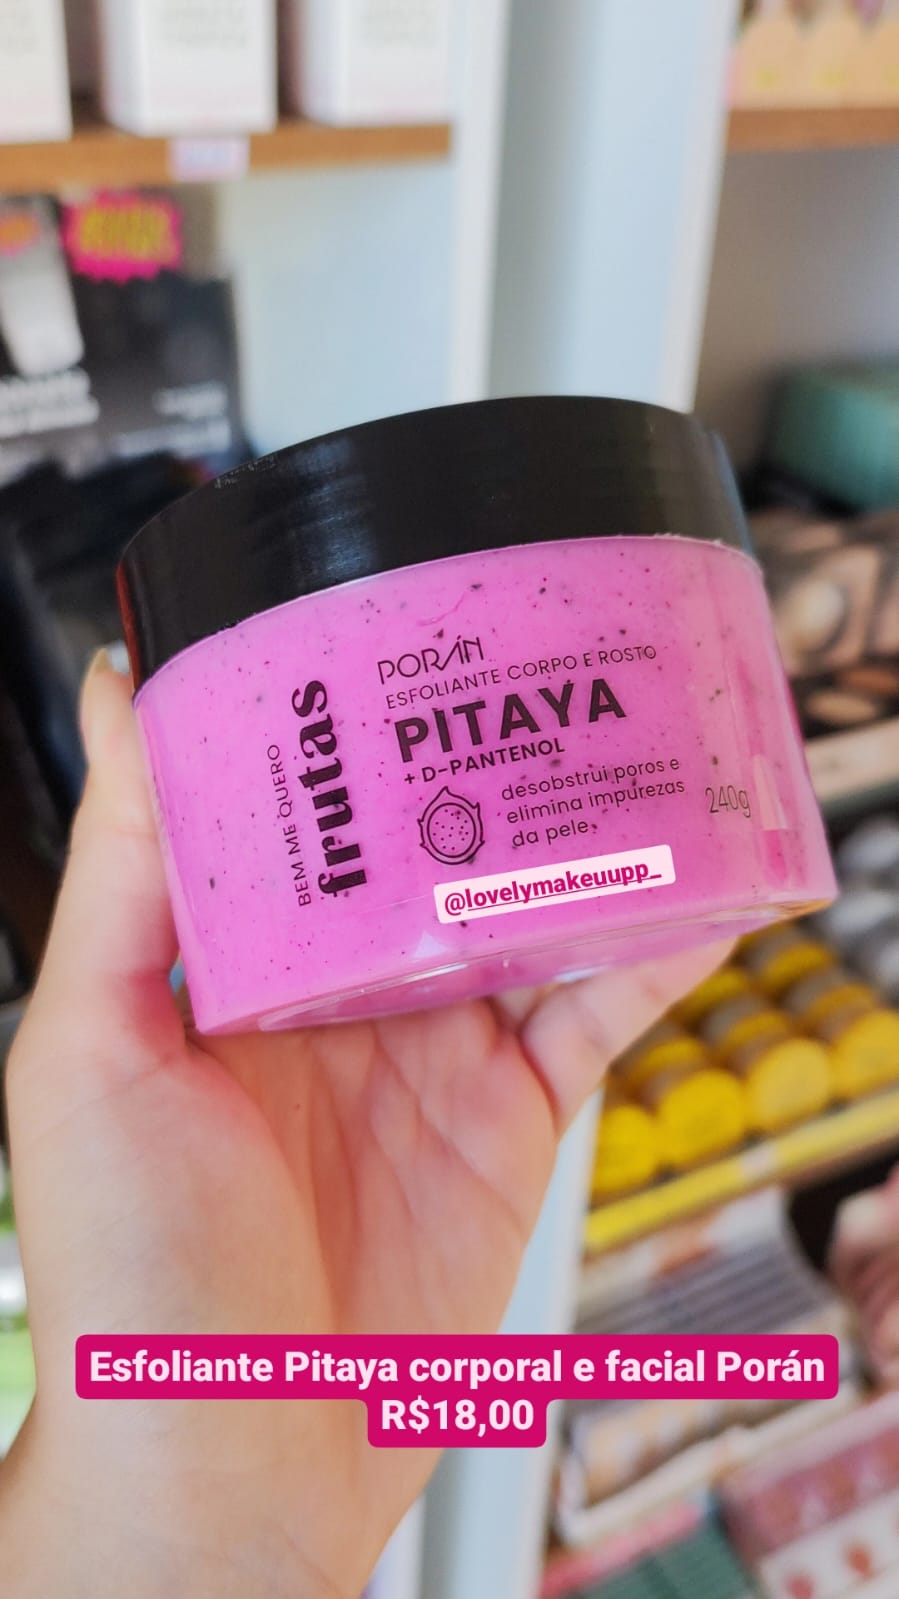 PORÁN
ESFOLIANTE CORPO E ROSTO
PITAYA
+ D-PANTENOL
desobstrui poros e
elimina impurezas
da pele.
240g
BEM ME QUERO
frutas
@lovelymakeuupp_
Esfoliante Pitaya corporal e facial Porán
R$18,00